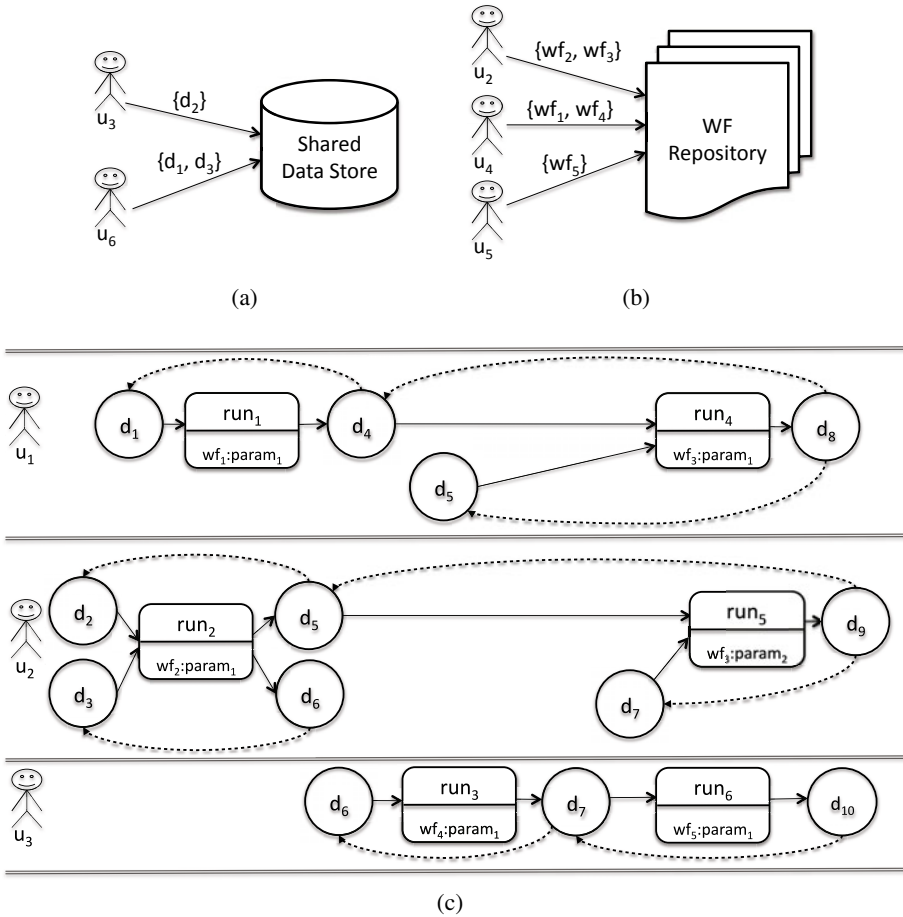 u₃
{d₂}
u₆
{d₁, d₃}
Shared
Data Store
(a)
u₂
{wf₂, wf₃}
u₄
{wf₁, wf₄}
u₅
{wf₅}
WF
Repository
(b)
u₁
d₁
run₁
wf₁:param₁
d₄
d₅
run₄
wf₃:param₁
d₈
u₂
d₂
d₃
run₂
wf₂:param₁
d₅
d₆
d₇
run₅
wf₃:param₂
d₉
u₃
d₆
run₃
wf₄:param₁
d₇
run₆
wf₅:param₁
d₁₀
(c)